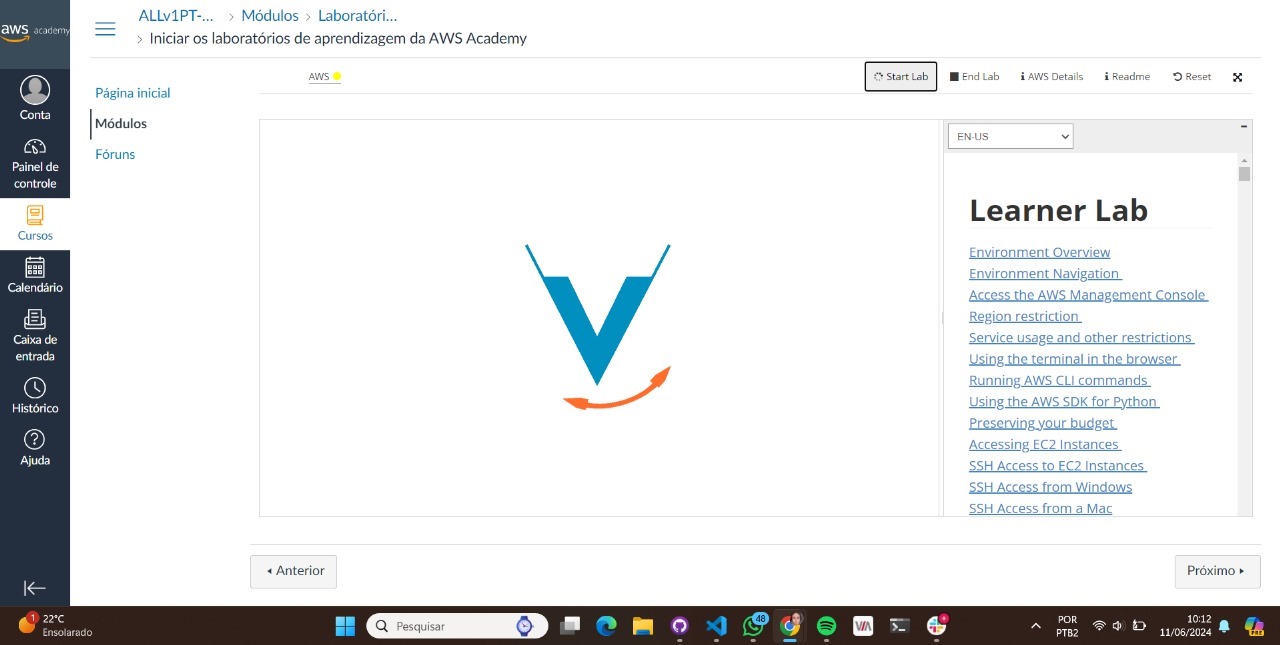 aws academy
ALLv1PT-... > Módulos > Laboratóri...
> Iniciar os laboratórios de aprendizagem da AWS Academy
Conta
Painel de
controle
Cursos
Calendário
Caixa de
entrada
Histórico
Ajuda
Página inicial
Módulos
Fóruns
AWS
Start Lab
End Lab
AWS Details
Readme
Reset
EN-US
Learner Lab
Environment Overview
Environment Navigation
Access the AWS Management Console
Region restriction
Service usage and other restrictions
Using the terminal in the browser
Running AWS CLI commands
Using the AWS SDK for Python
Preserving your budget
Accessing EC2 Instances
SSH Access to EC2 Instances
SSH Access from Windows
SSH Access from a Mac
Anterior
Próximo
1
22°C
Ensolarado
Pesquisar
48
VIA
POR
PTB2
10:12
11/06/2024
PRE